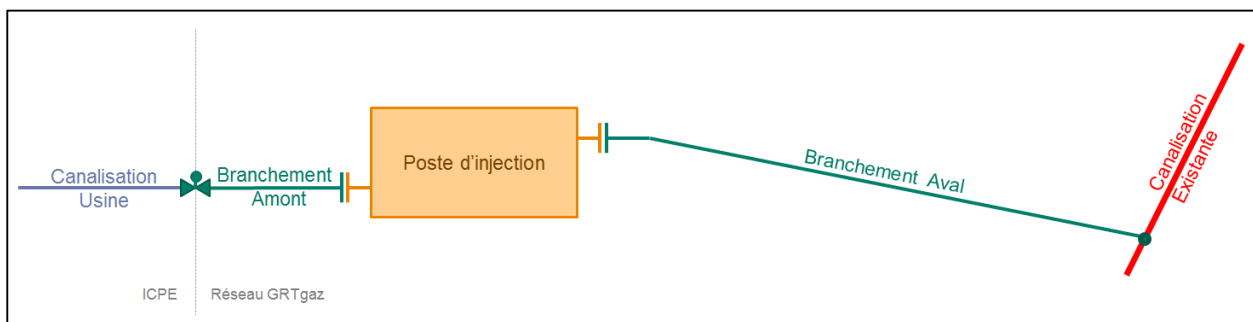 Canalisation
Usine
Branchement
Amont
Poste d'injection
Branchement Aval
Canalisation
Existante
ICPE
Réseau GRTgaz